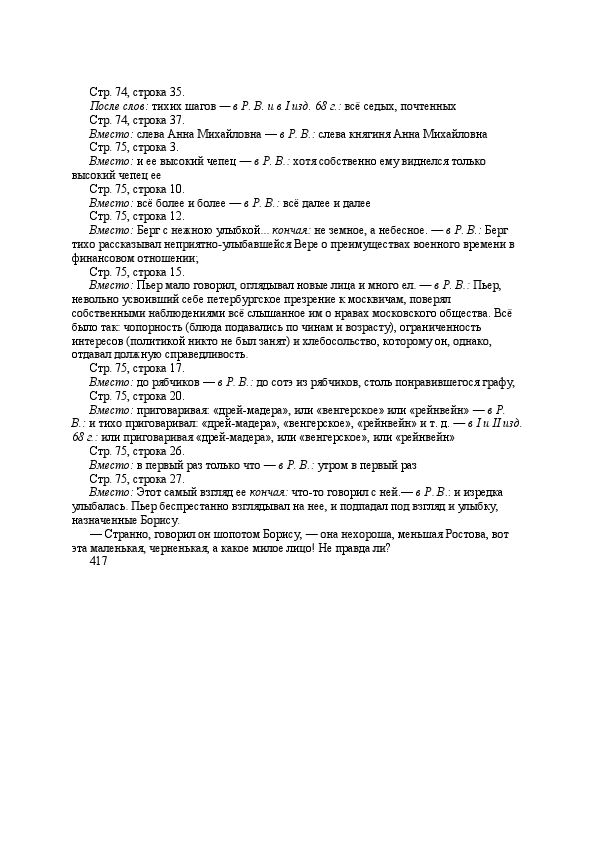 Стр. 74, строка 35.
После слов: тихих шагов — в Р. В. и в I изд. 68 г.: всё седых, почтенных
Стр. 74, строка 37.
Вместо: слева Анна Михайловна — в Р. В.: слева княгиня Анна Михайловна
Стр. 75, строка 3.
Вместо: и ее высокий чепец — в Р. В.: хотя собственно ему виднелся только
высокий чепец ее
Стр. 75, строка 10.
Вместо: всё более и более — в Р. В.: всё далее и далее
Стр. 75, строка 12.
Вместо: Берг с нежною улыбкой... кончая: не земное, а небесное. — в Р. В.: Берг
тихо рассказывал неприятно-улыбавшейся Вере о преимуществах военного времени в
финансовом отношении;
Стр. 75, строка 15.
Вместо: Пьер мало говорил, оглядывал новые лица и много ел. — в Р. В.: Пьер,
невольно усвоивший себе петербургское презрение к москвичам, поверял
собственными наблюдениями всё слышанное им о нравах московского общества. Всё
было так: чопорность (блюда подавались по чинам и возрасту), ограниченность
интересов (политикой никто не был занят) и хлебосольство, которому он, однако,
отдавал должную справедливость.
Стр. 75, строка 17.
Вместо: до рябчиков — в Р. В.: до сотэ из рябчиков, столь понравившегося графу,
Стр. 75, строка 20.
Вместо: приговаривая: «дрей-мадера», или «венгерское» или «рейнвейн» — в Р.
В.: и тихо приговаривал: «дрей-мадера», «венгерское», «рейнвейн» и т. д. — в I и II изд.
68 г.: или приговаривая «дрей-мадера», или «венгерское», или «рейнвейн»
Стр. 75, строка 26.
Вместо: в первый раз только что — в Р. В.: утром в первый раз
Стр. 75, строка 27.
Вместо: Этот самый взгляд ее кончая: что-то говорил с ней.— в Р. В.: и изредка
улыбалась. Пьер беспрестанно взглядывал на нее, и подпадал под взгляд и улыбку,
назначенные Борису.
— Странно, говорил он шопотом Борису, — она нехороша, меньшая Ростова, вот
эта маленькая, черненькая, а какое милое лицо! Не правда ли?
417